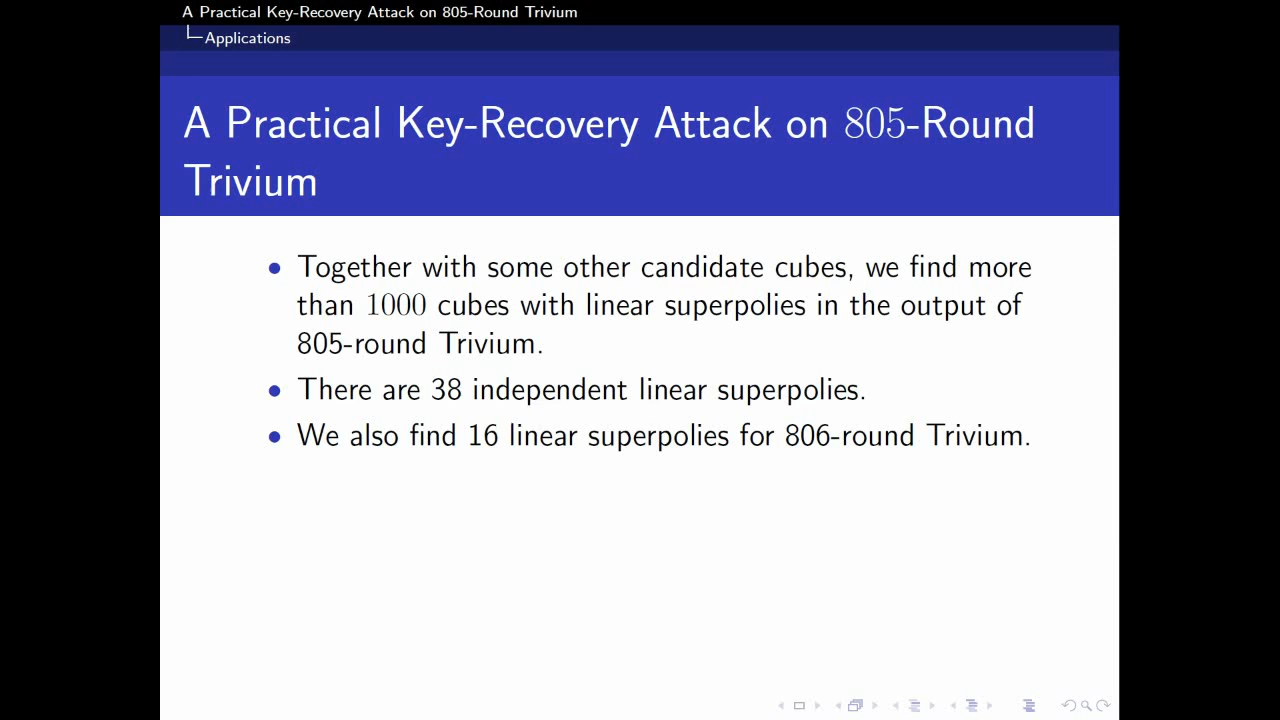 A Practical Key-Recovery Attack on 805-Round Trivium
Applications
A Practical Key-Recovery Attack on 805-Round
Trivium
• Together with some other candidate cubes, we find more
than 1000 cubes with linear superpolies in the output of
805-round Trivium.
• There are 38 independent linear superpolies.
• We also find 16 linear superpolies for 806-round Trivium.